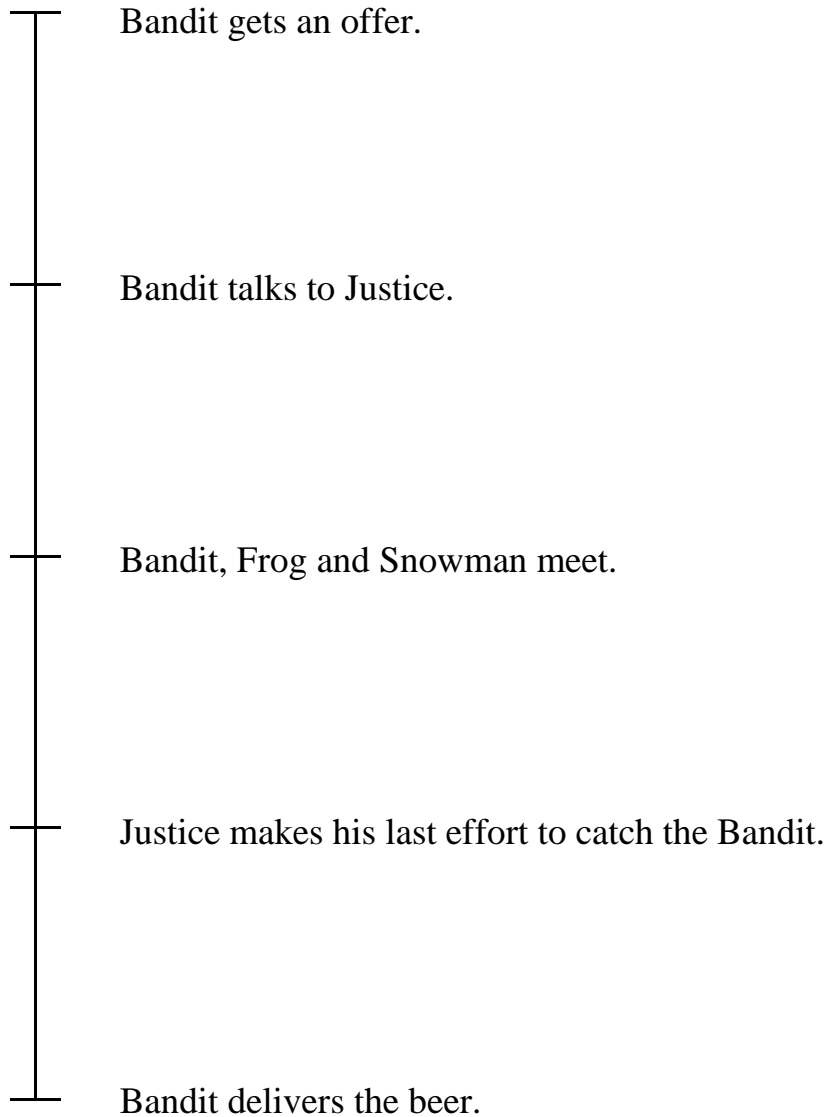 Bandit gets an offer.
Bandit talks to Justice.
Bandit, Frog and Snowman meet.
Justice makes his last effort to catch the Bandit.
Bandit delivers the beer.